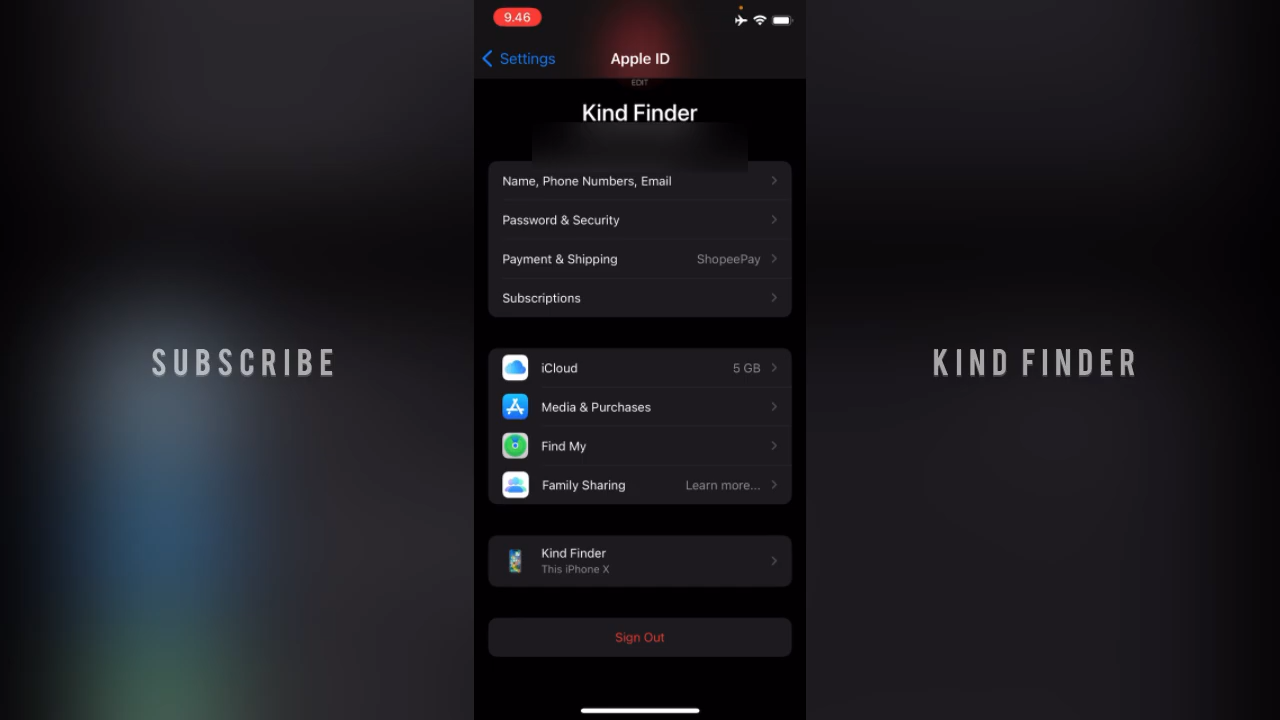 9.46
Settings
Apple ID
EDIT
Kind Finder
Name, Phone Numbers, Email
Password & Security
Payment & Shipping ShopeePay
Subscriptions
SUBSCRIBE
KIND FINDER
iCloud 5 GB
Media & Purchases
Find My
Family Sharing Learn more...
Kind Finder
This iPhone X
Sign Out